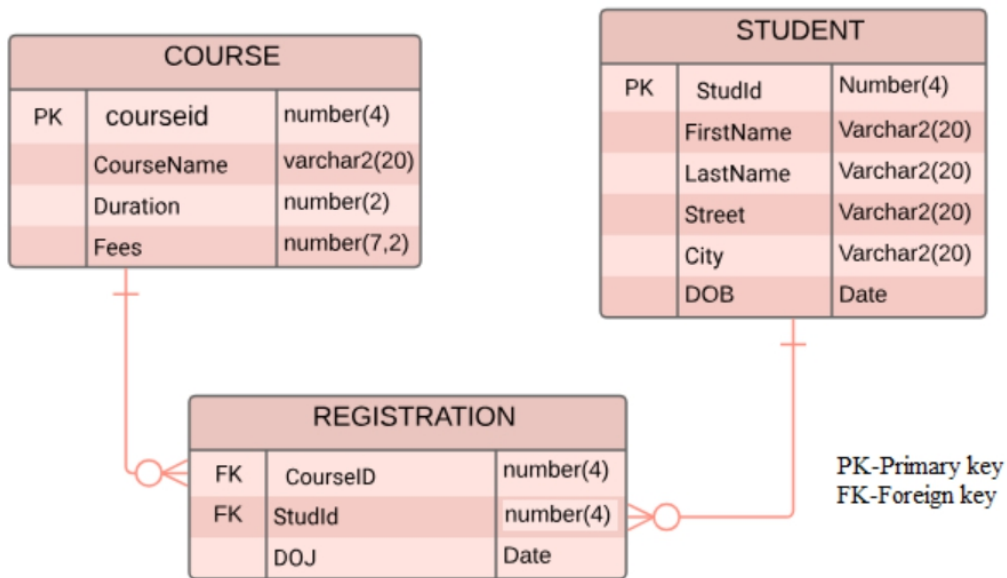 COURSE
PK courseid number(4)
CourseName varchar2(20)
Duration number(2)
Fees number(7,2)
STUDENT
PK StudId Number(4)
FirstName Varchar2(20)
LastName Varchar2(20)
Street Varchar2(20)
City Varchar2(20)
DOB Date
REGISTRATION
FK CourseID number(4)
FK StudId number(4)
DOJ Date
PK-Primary key
FK-Foreign key